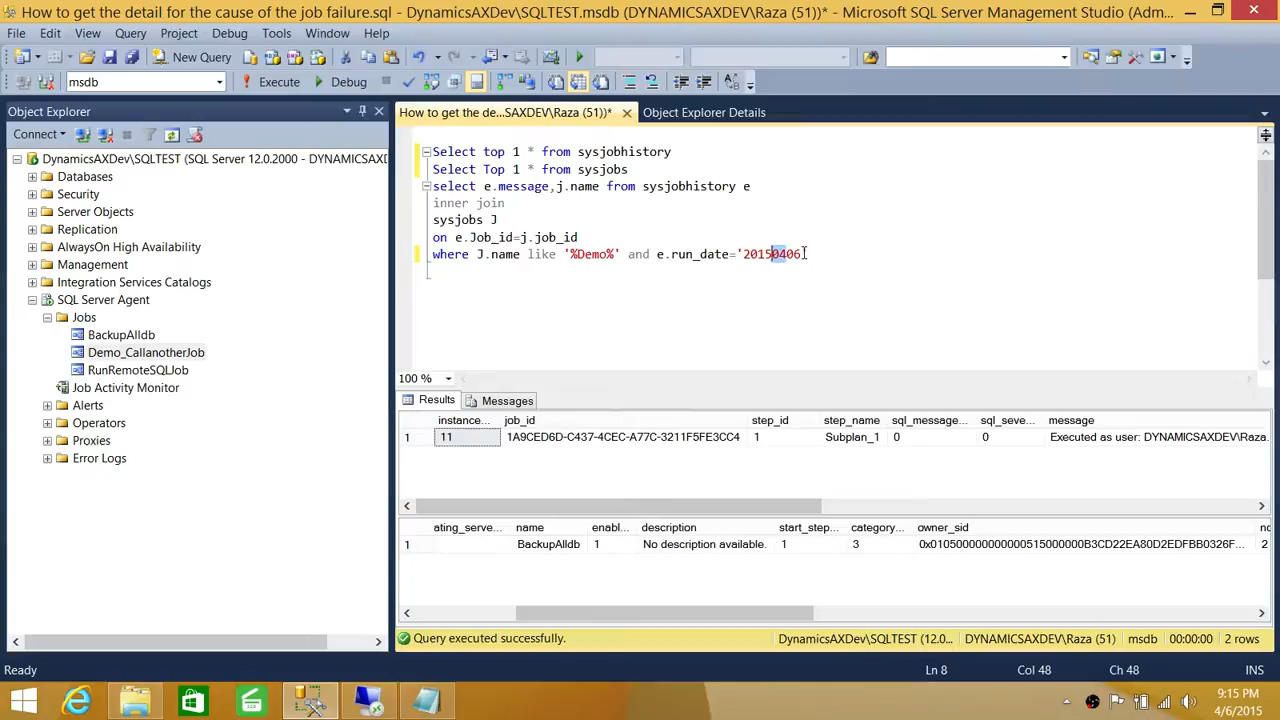 How to get the detail for the cause of the job failure.sql - DynamicsAXDev\SQLTEST.msdb (DYNAMICSAXDEV\Raza (51))* - Microsoft SQL Server Management Studio (Adm...
File Edit View Query Project Debug Tools Window Help
New Query
msdb Execute Debug
Object Explorer
How to get the de...SAXDEV\Raza (51))* Object Explorer Details
Connect
DynamicsAXDev\SQLTEST (SQL Server 12.0.2000 - DYNAMICSAXD
Databases
Security
Server Objects
Replication
AlwaysOn High Availability
Management
Integration Services Catalogs
SQL Server Agent
Jobs
BackupAlldb
Demo_CallanotherJob
RunRemoteSQLJob
Job Activity Monitor
Alerts
Operators
Proxies
Error Logs
Select top 1 * from sysjobhistory
Select Top 1 * from sysjobs
select e.message,j.name from sysjobhistory e
inner join
sysjobs J
on e.Job_id=j.job_id
where J.name like '%Demo%' and e.run_date='20150406
100 %
Results Messages
instance... job_id step_id step_name sql_message... sql_seve... message
1 11 1A9CED6D-C437-4CEC-A77C-3211F5FE3CC4 1 Subplan_1 0 0 Executed as user: DYNAMICSAXDEV\Raza.
ating_serve... name enabl... description start_step... category... owner_sid
1 BackupAlldb 1 No description available. 1 3 2
Query executed successfully. DynamicsAXDev\SQLTEST (12.0... DYNAMICSAXDEV\Raza (51) msdb 00:00:00 2 rows
Ready Ln 8 Col 48 Ch 48 INS
9:15 PM
4/6/2015